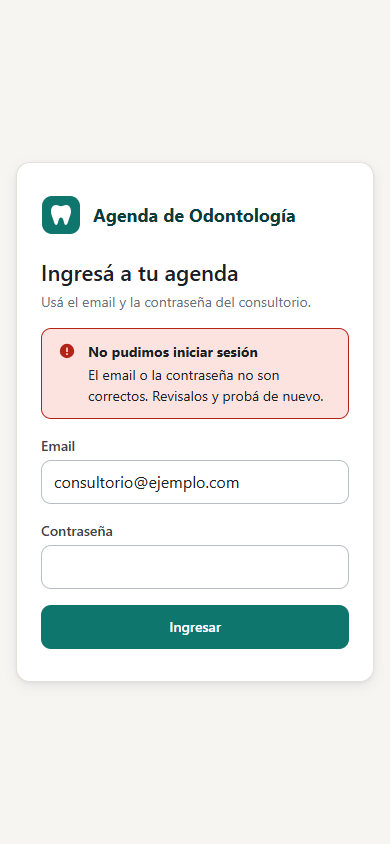 Agenda de Odontología
Ingresá a tu agenda
Usá el email y la contraseña del consultorio.
No pudimos iniciar sesión
El email o la contraseña no son
correctos. Revisalos y probá de nuevo.
Email
consultorio@ejemplo.com
Contraseña
Ingresar